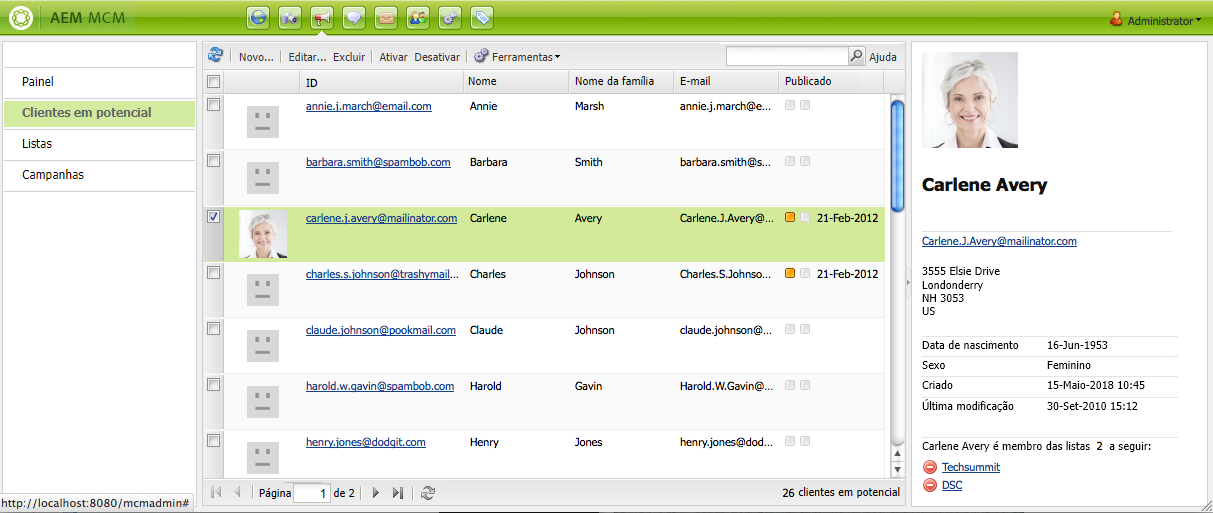 AEM MCM
Administrator
Painel
Clientes em potencial
Listas
Campanhas
http://localhost:8080/mcmadmin#
Novo... Editar... Excluir Ativar Desativar Ferramentas Ajuda
ID Nome Nome da família E-mail Publicado
annie.j.march@email.com Annie Marsh annie.j.march@e...
barbara.smith@spambob.com Barbara Smith barbara.smith@s...
carlene.j.avery@mailinator.com Carlene Avery Carlene.J.Avery@... 21-Feb-2012
charles.s.johnson@trashymail... Charles Johnson Charles.S.Johnso... 21-Feb-2012
claude.johnson@pookmail.com Claude Johnson claude.johnson@...
harold.w.gavin@spambob.com Harold Gavin Harold.W.Gavin@...
henry.jones@dodgit.com Henry Jones henry.jones@dod...
Página 1 de 2
26 clientes em potencial
Carlene Avery
Carlene.J.Avery@mailinator.com
3555 Elsie Drive
Londonderry
NH 3053
US
Data de nascimento 16-Jun-1953
Sexo Feminino
Criado 15-Maio-2018 10:45
Última modificação 30-Set-2010 15:12
Carlene Avery é membro das listas 2 a seguir:
Techsummit
DSC